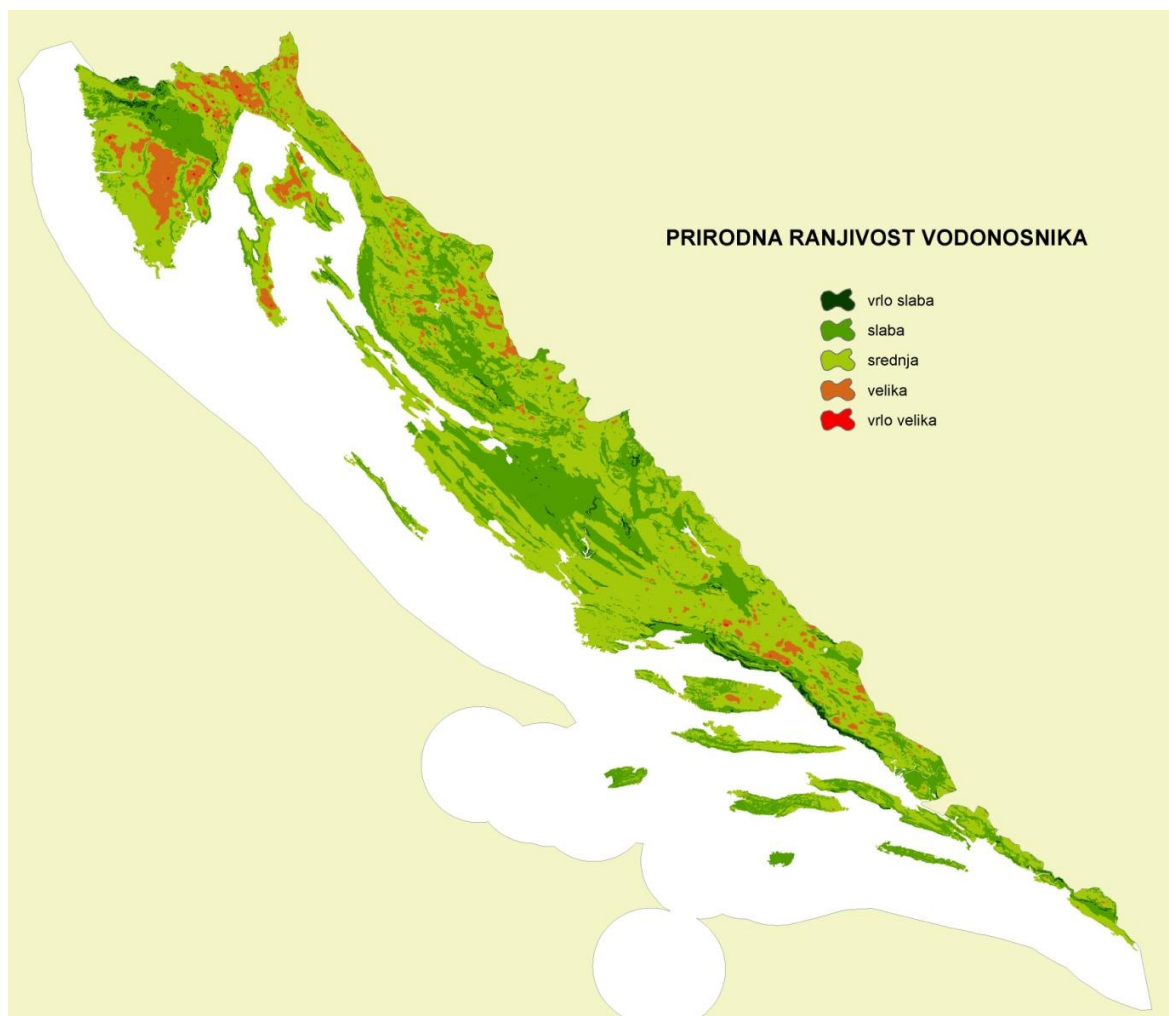 PRIRODNA RANJIVOST VODONOSNIKA
vrlo slaba
slaba
srednja
velika
vrlo velika